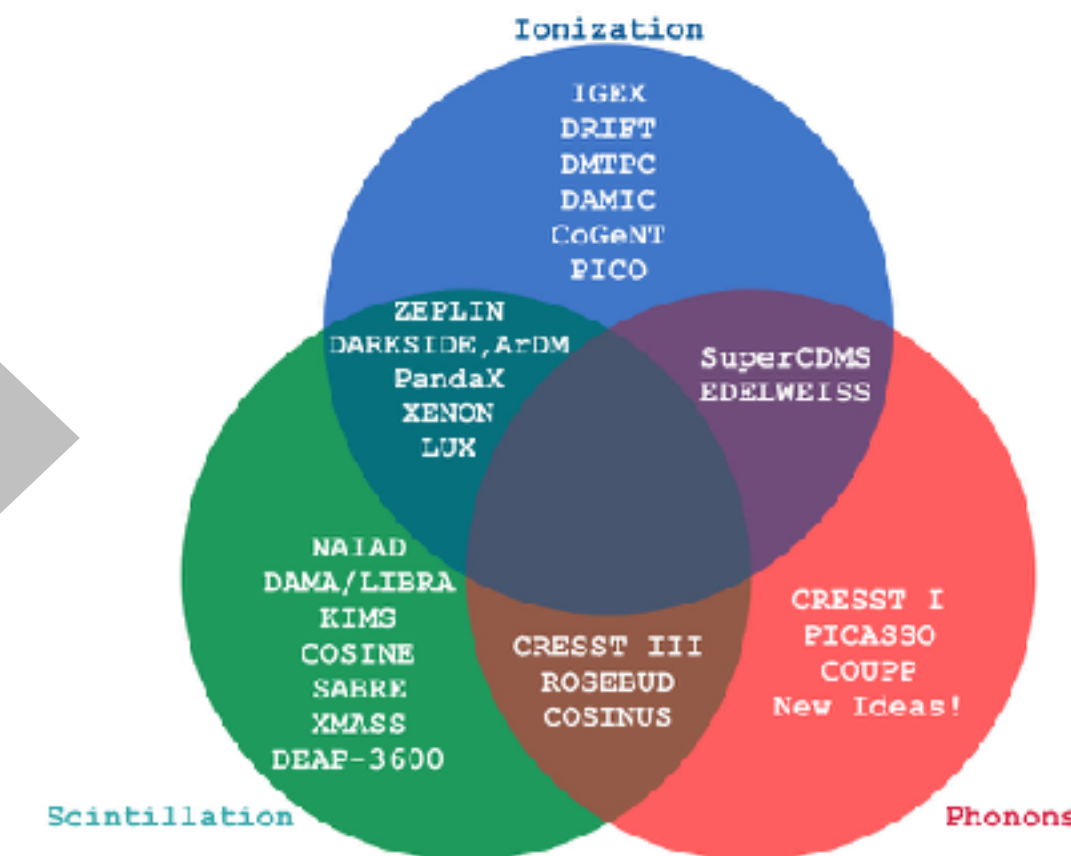 Ionization
IGEX
DRIFT
DMTPC
DAMIC
CoGeNT
PICO
ZEPLIN
DARKSIDE,ArDM
PandaX
XENON
LUX
SuperCDMS
EDELWEISS
NAIAD
DAMA/LIBRA
KIMS
COSINE
SABRE
XMASS
DEAP-3600
CRESST III
ROSEBUD
COSINUS
CRESST I
PICASSO
COUPP
New Ideas!
Scintillation
Phonons